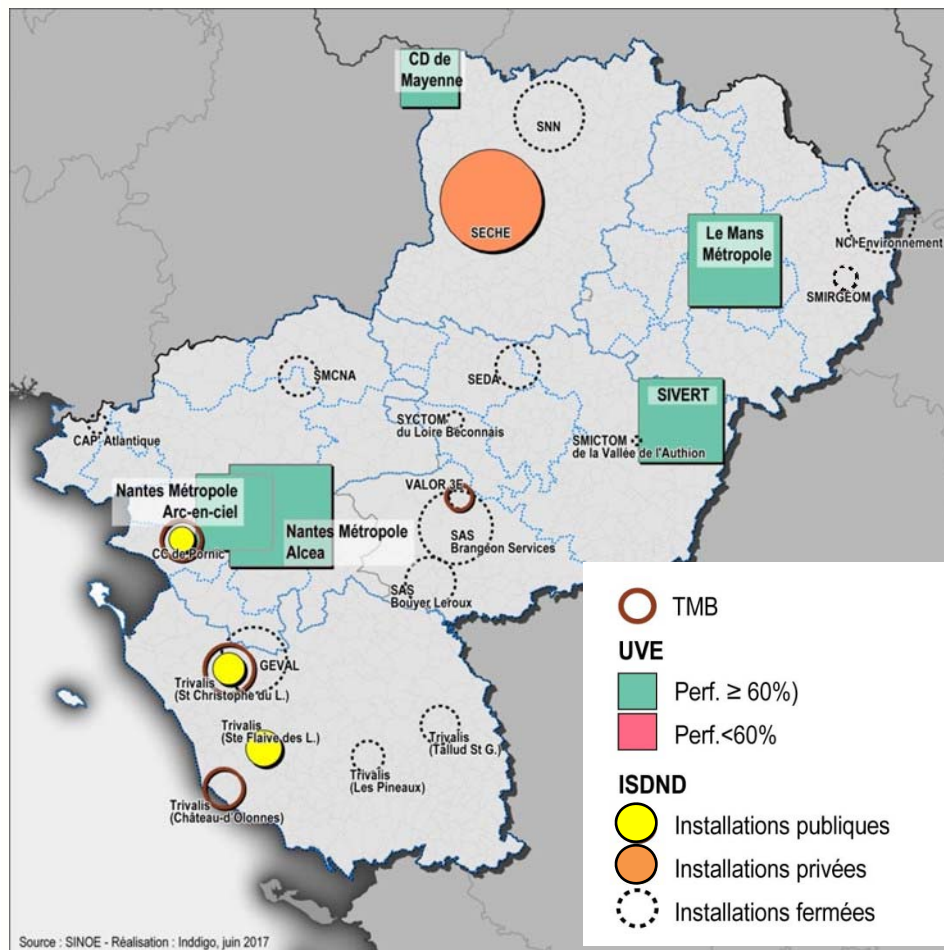 CD de
Mayenne
SNN
SECHE
Le Mans
Métropole
NCI Environnement
SMIRGEOM
SMCNA
SEDA
SIVERT
CAP Atlantique
SYCTOM
du Loire Béconnais
SMICTOM
de la Vallée de l'Authion
Nantes Métropole
Arc-en-ciel
VALOR 3E
Nantes Métropole
Alcea
SAS
Brangéon Services
CC de Pornic
SAS
Bouyer Leroux
GEVAL
Trivalis
(St Christophe du L.)
Trivalis
(Ste Flaive des L.)
Trivalis
(Tallud St G.)
Trivalis
(Les Pineaux)
Trivalis
(Château-d'Olonnes)
TMB
UVE
Perf. ≥ 60%)
Perf.<60%
ISDND
Installations publiques
Installations privées
Installations fermées
Source : SINOE - Réalisation : Inddigo, juin 2017